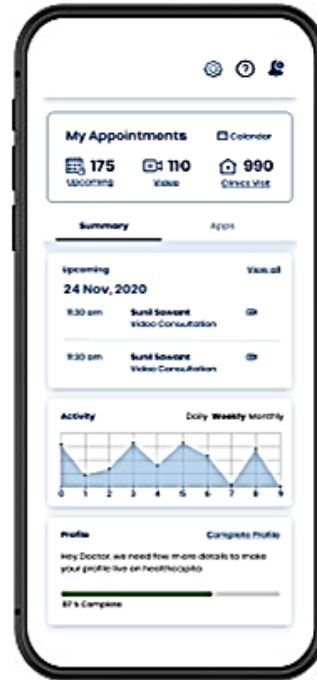 My Appointments Calendar
175 110 990
Upcoming Video Clinics Visit
Summary Apps
Upcoming View all
24 Nov, 2020
11:30 am Sunil Sawant
Video Consultation
11:30 am Sunil Sawant
Video Consultation
Activity Daily Weekly Monthly
0 1 2 3 4 5 6 7 8 9
Profile Complete Profile
Hey Doctor, we need few more details to make
your profile live on healthcapita
87% Complete